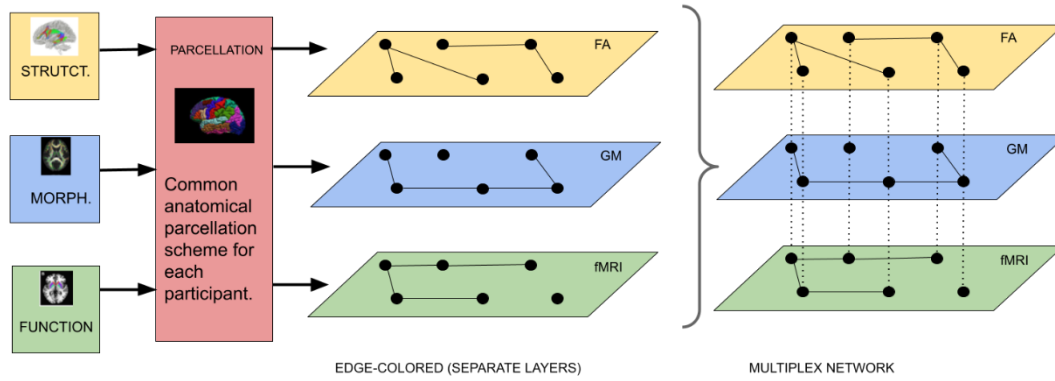 STRUTCT.
MORPH.
FUNCTION
PARCELLATION
Common
anatomical
parcellation
scheme for
each
participant.
FA
GM
fMRI
EDGE-COLORED (SEPARATE LAYERS)
FA
GM
fMRI
MULTIPLEX NETWORK